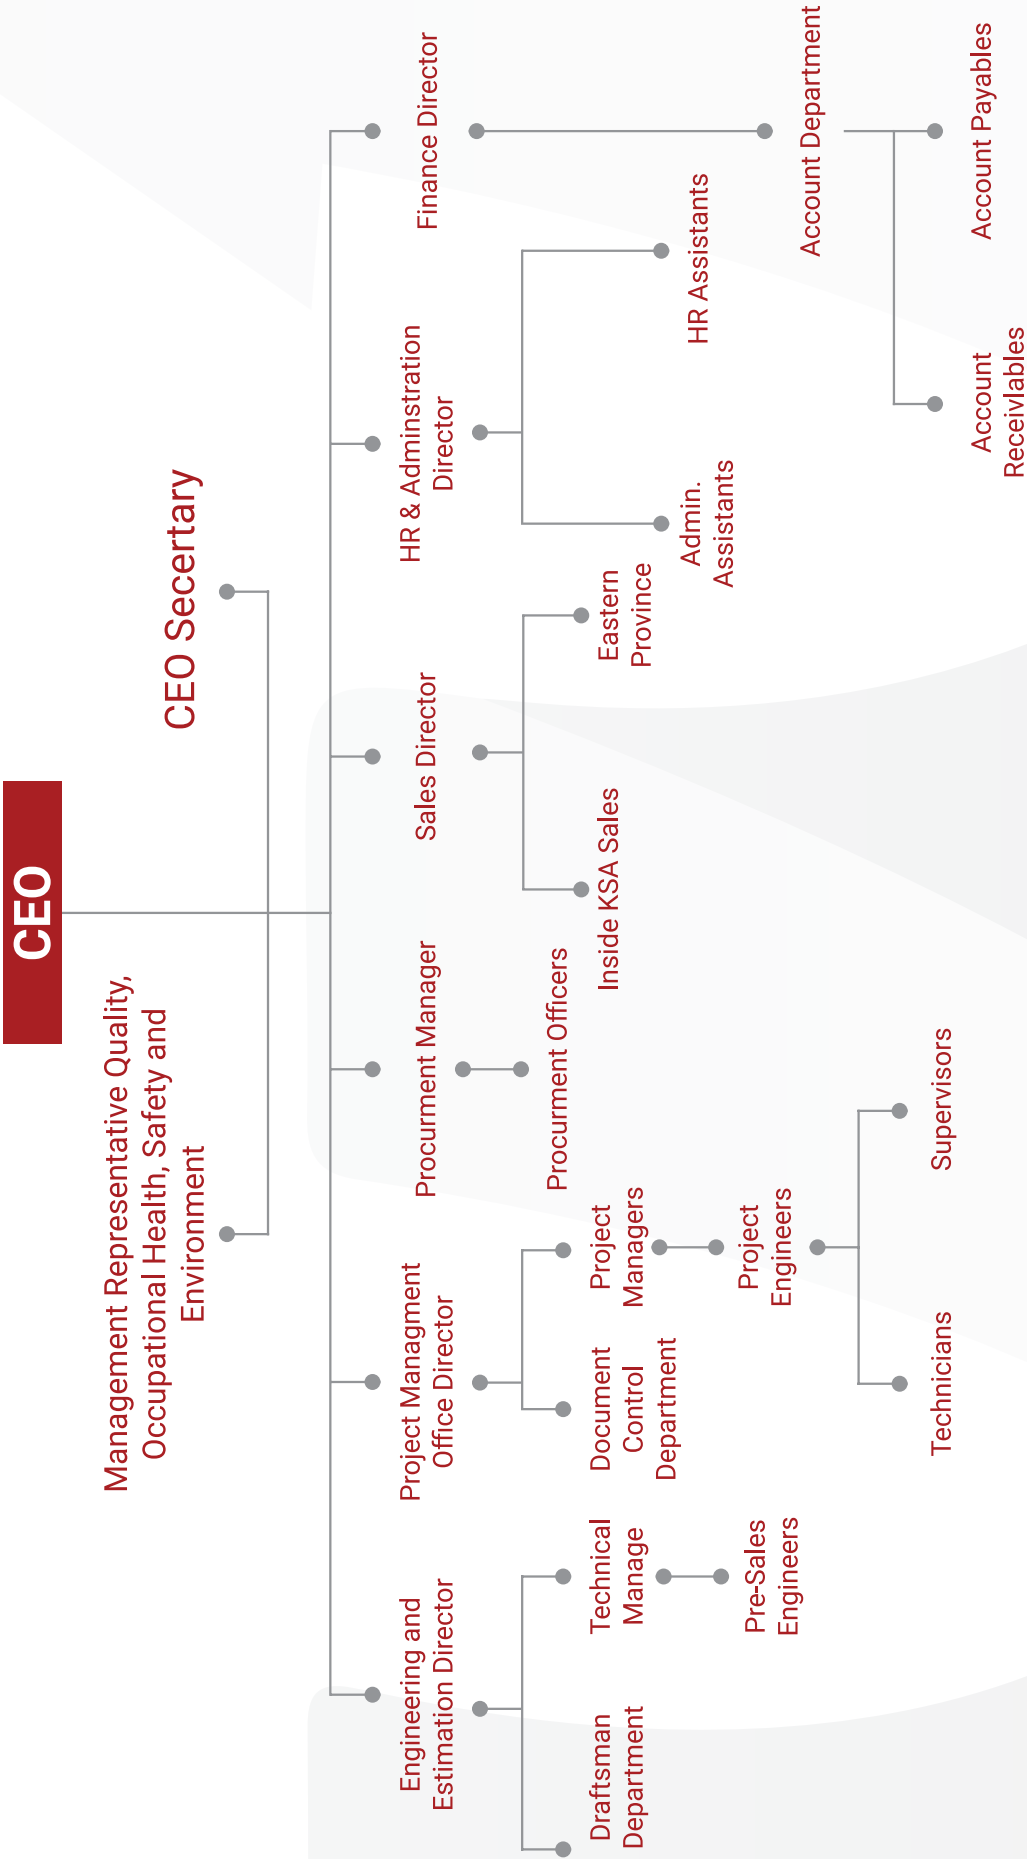 CEO
Management Representative Quality,
Occupational Health, Safety and
Environment
CEO Secertary
Engineering and
Estimation Director
Project Managment
Office Director
Procurment Manager
Sales Director
HR & Adminstration
Director
Finance Director
Draftsman
Department
Technical
Manage
Pre-Sales
Engineers
Document
Control
Department
Project
Managers
Project
Engineers
Technicians
Supervisors
Procurment Officers
Inside KSA Sales
Eastern
Province
Admin.
Assistants
HR Assistants
Account Department
Account
Receivlables
Account Payables